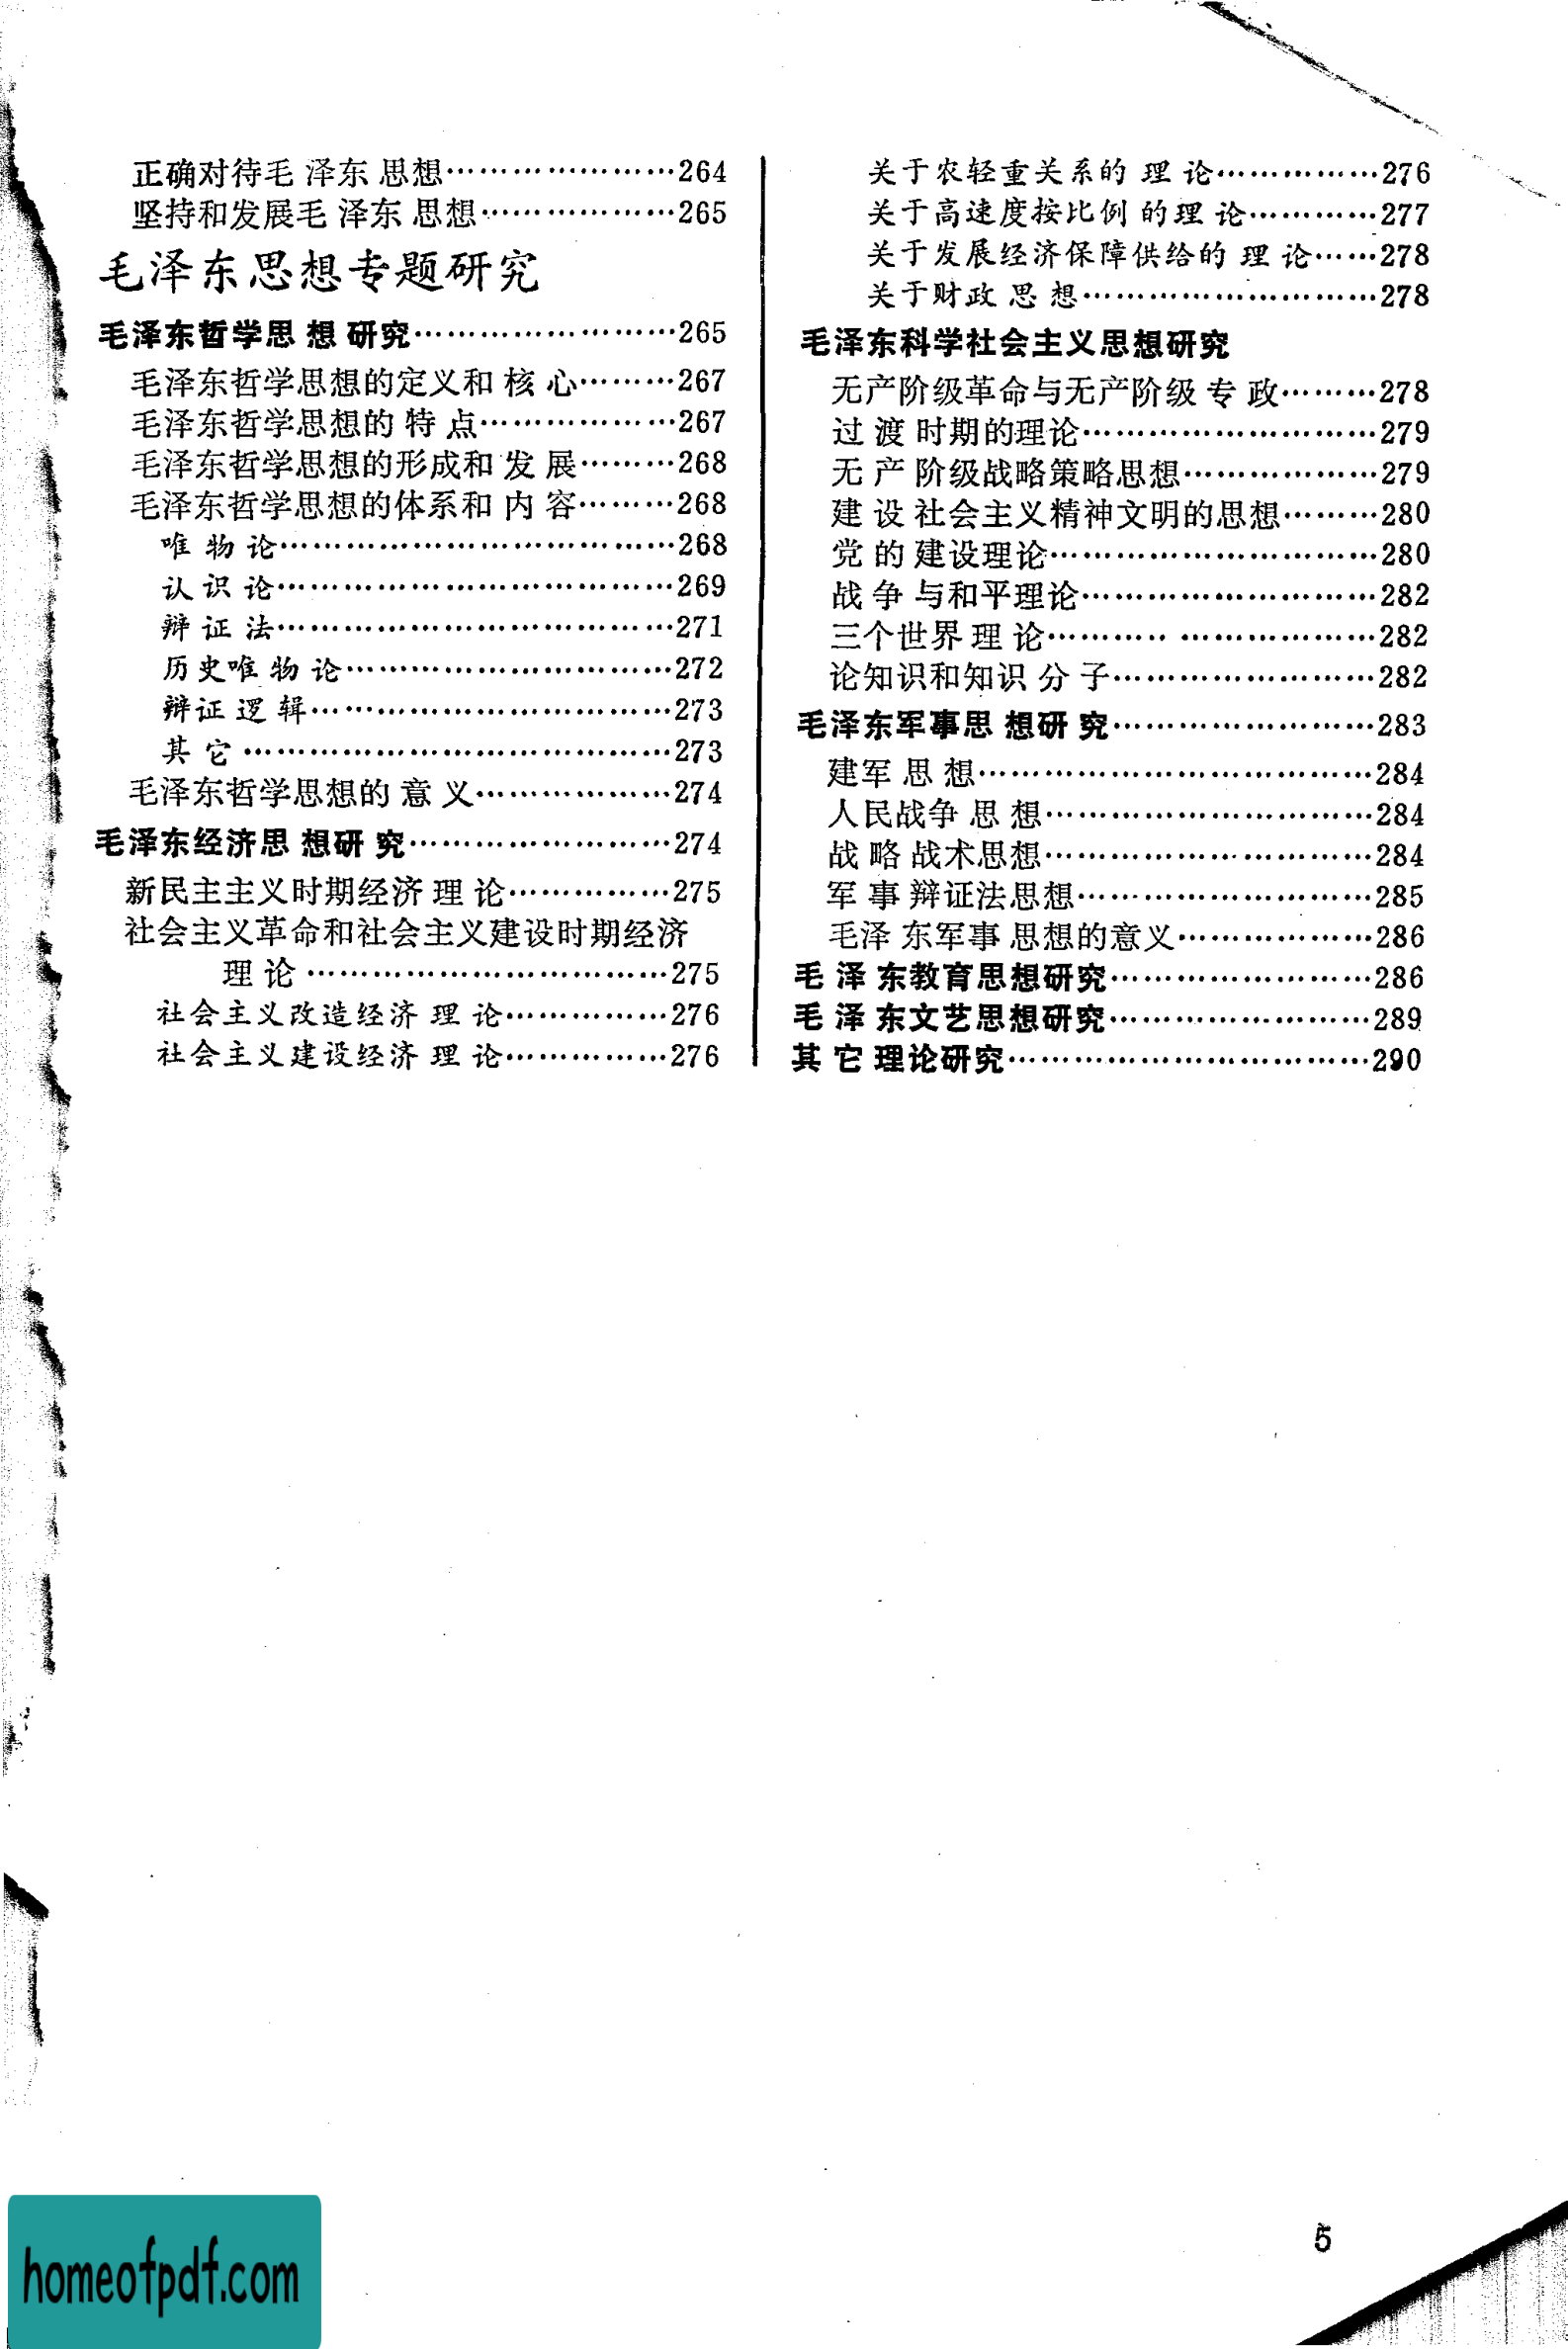 正确对待毛泽东思想…………………264
坚持和发展毛泽东思想………………265
毛泽东思想专题研究
毛泽东哲学思想研究……………………265
毛泽东哲学思想的定义和核心………267
毛泽东哲学思想的特点………………267
毛泽东哲学思想的形成和发展………268
毛泽东哲学思想的体系和内容………268
唯物论………………………………268
认识论………………………………269
辩证法………………………………271
历史唯物论…………………………272
辩证逻辑……………………………273
其它…………………………………273
毛泽东哲学思想的意义………………274
毛泽东经济思想研究……………………274
新民主主义时期经济理论……………275
社会主义革命和社会主义建设时期经济
理论……………………………275
社会主义改造经济理论……………276
社会主义建设经济理论……………276
关于农轻重关系的理论……………276
关于高速度按比例的理论…………277
关于发展经济保障供给的理论……278
关于财政思想………………………278
毛泽东科学社会主义思想研究
无产阶级革命与无产阶级专政………278
过渡时期的理论………………………279
无产阶级战略策略思想………………279
建设社会主义精神文明的思想………280
党的建设理论…………………………280
战争与和平理论………………………282
三个世界理论…………………………282
论知识和知识分子……………………282
毛泽东军事思想研究……………………283
建军思想………………………………284
人民战争思想…………………………284
战略战术思想…………………………284
军事辩证法思想………………………285
毛泽东军事思想的意义………………286
毛泽东教育思想研究……………………286
毛泽东文艺思想研究……………………289
其它理论研究……………………………290
5
homeofpdf.com